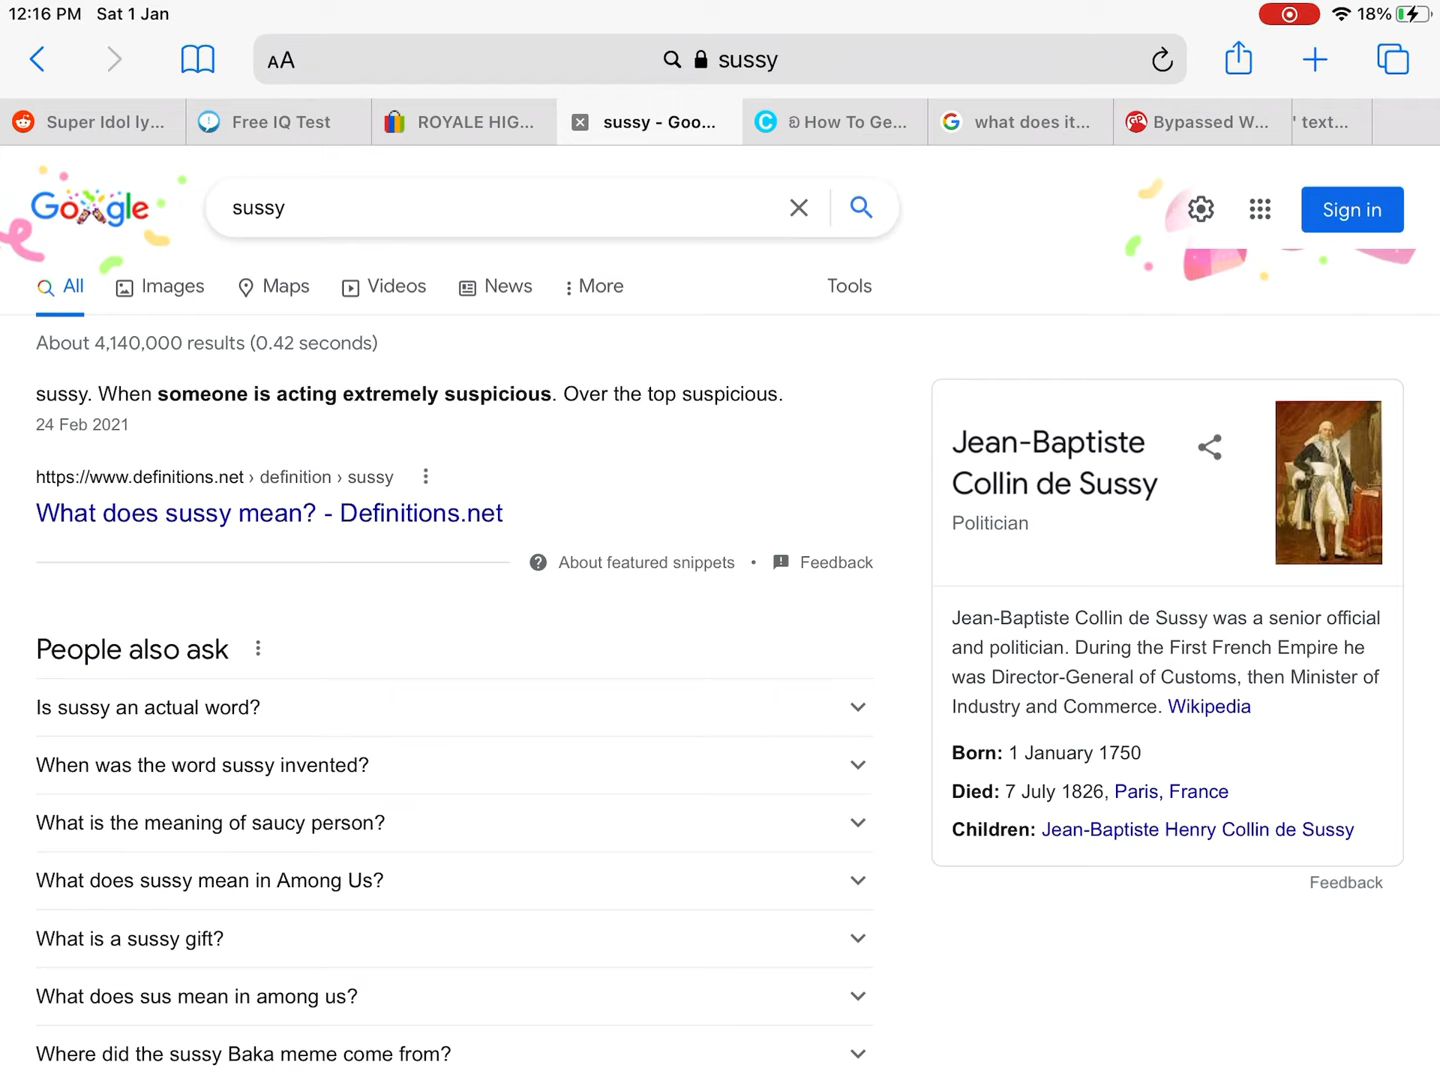 12:16 PM Sat 1 Jan
18%
AA
sussy
Super Idol ly...
Free IQ Test
ROYALE HIG...
sussy - Goo...
How To Ge...
what does it...
Bypassed W...
' text...
Google
sussy
Sign in
All
Images
Maps
Videos
News
More
Tools
About 4,140,000 results (0.42 seconds)
sussy. When someone is acting extremely suspicious. Over the top suspicious.
24 Feb 2021
https://www.definitions.net › definition › sussy
What does sussy mean? - Definitions.net
About featured snippets • Feedback
People also ask
Is sussy an actual word?
When was the word sussy invented?
What is the meaning of saucy person?
What does sussy mean in Among Us?
What is a sussy gift?
What does sus mean in among us?
Where did the sussy Baka meme come from?
Jean-Baptiste
Collin de Sussy
Politician
Jean-Baptiste Collin de Sussy was a senior official
and politician. During the First French Empire he
was Director-General of Customs, then Minister of
Industry and Commerce. Wikipedia
Born: 1 January 1750
Died: 7 July 1826, Paris, France
Children: Jean-Baptiste Henry Collin de Sussy
Feedback